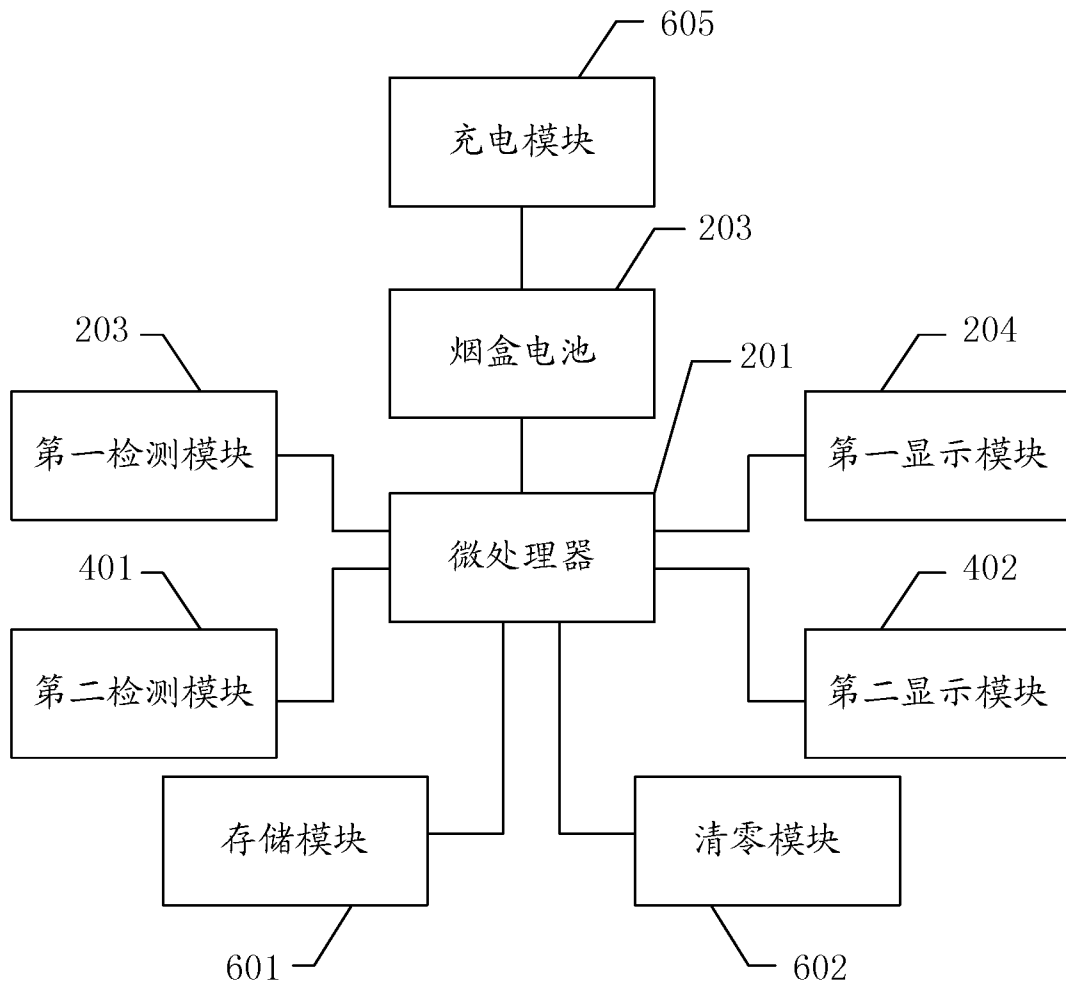 605
充电模块
203
烟盒电池
203
201
204
第一检测模块
第一显示模块
微处理器
401
402
第二检测模块
第二显示模块
存储模块
清零模块
601
602